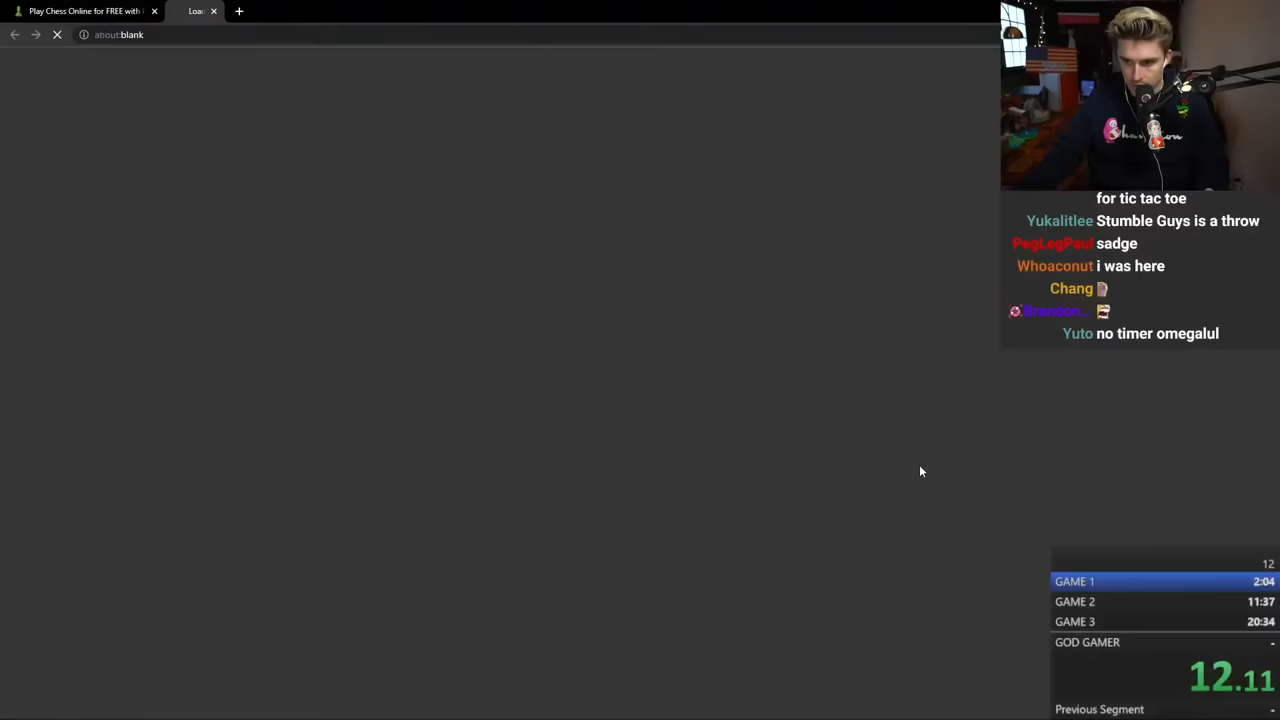 Play Chess Online for FREE with
Loa
about:blank
for tic tac toe
Yukalitlee Stumble Guys is a throw
PegLegPaul sadge
Whoaconut i was here
Chang
Brandon...
Yuto no timer omegalul
12
GAME 1 2:04
GAME 2 11:37
GAME 3 20:34
GOD GAMER -
12.11
Previous Segment -